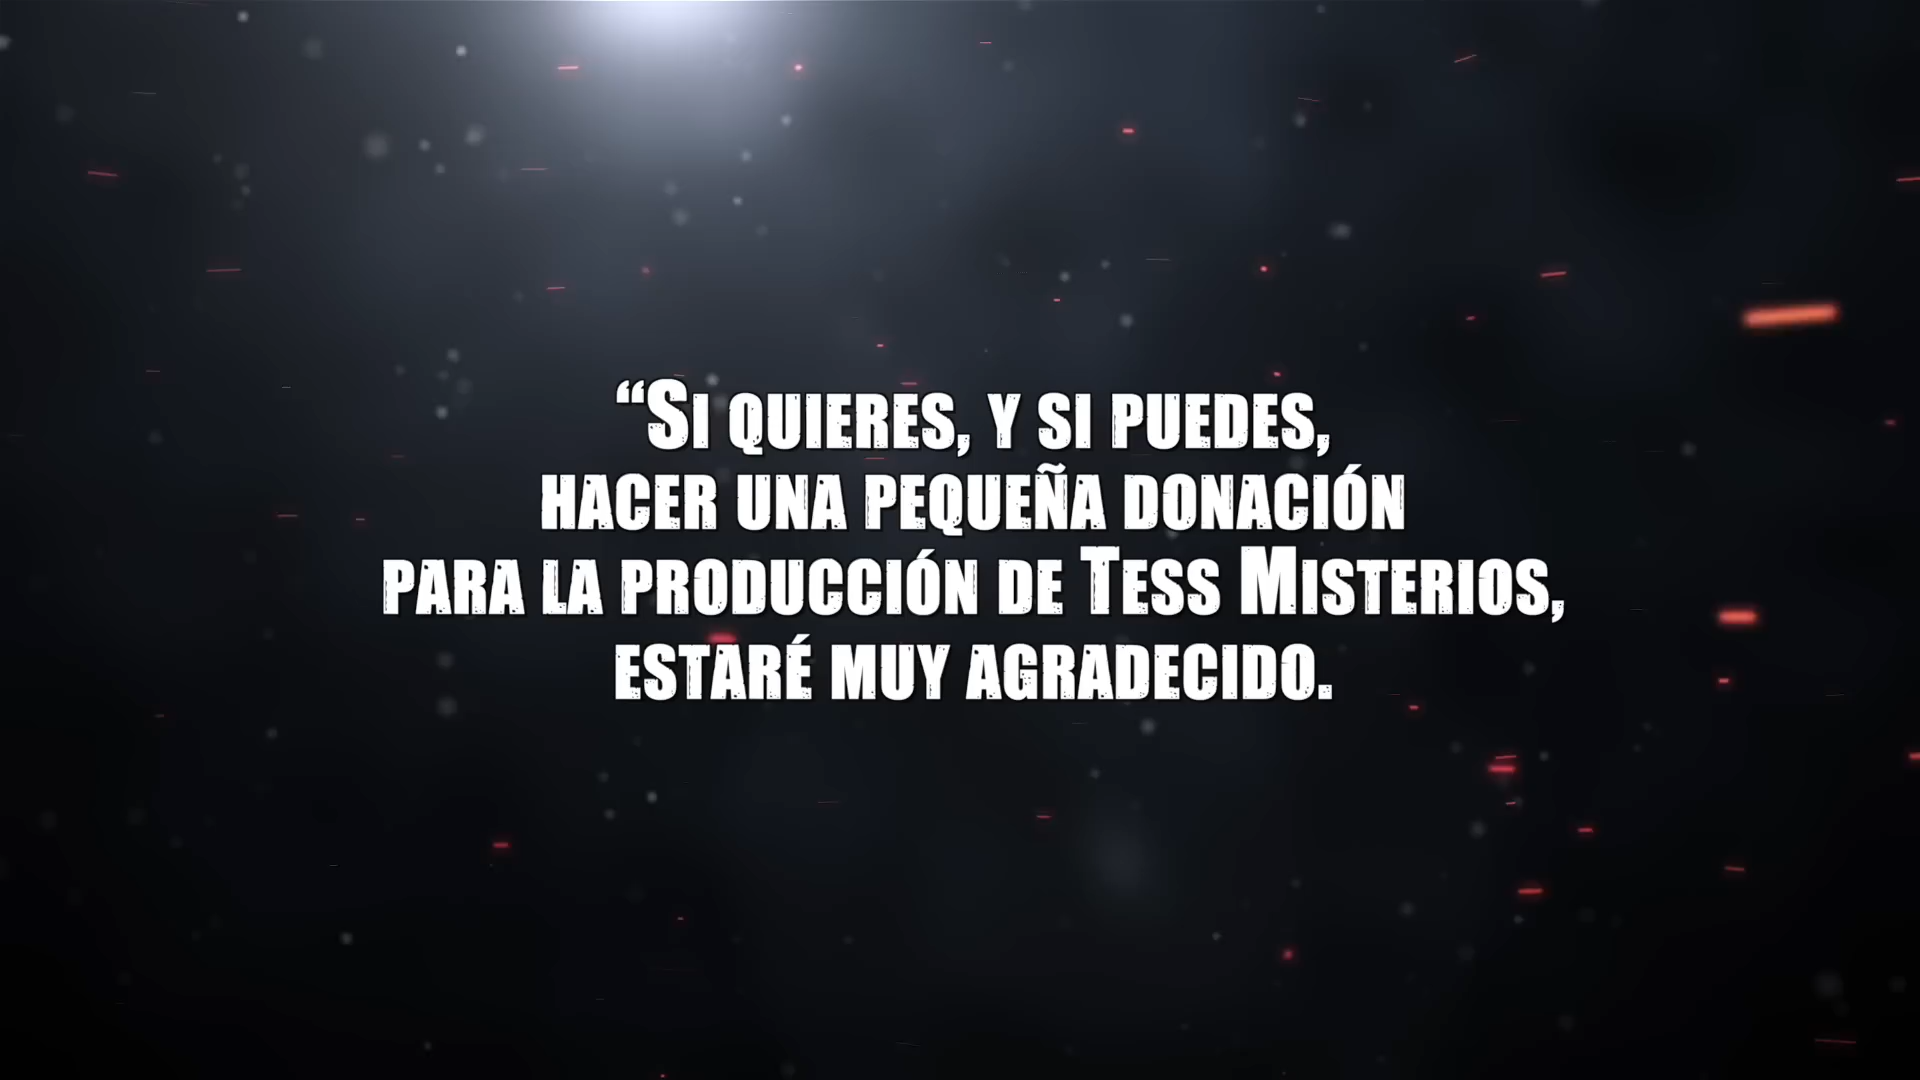 “Si quieres, y si puedes,
hacer una pequeña donación
para la producción de Tess Misterios,
estaré muy agradecido.